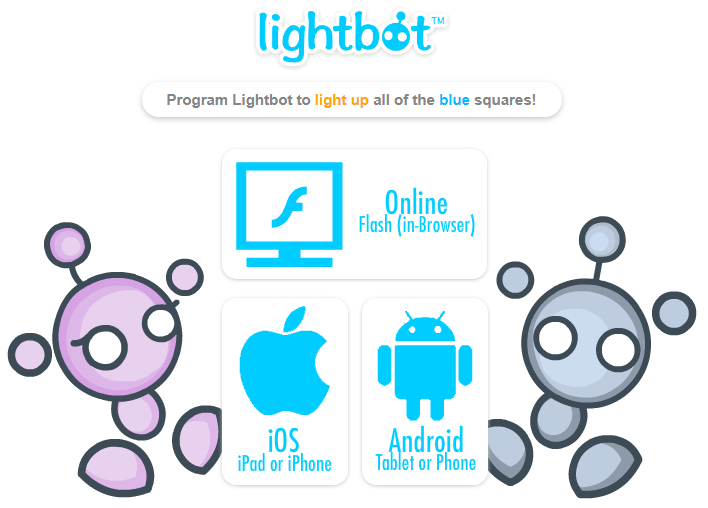 lightbot™
Program Lightbot to light up all of the blue squares!
Online
Flash (in-Browser)
iOS
iPad or iPhone
Android
Tablet or Phone